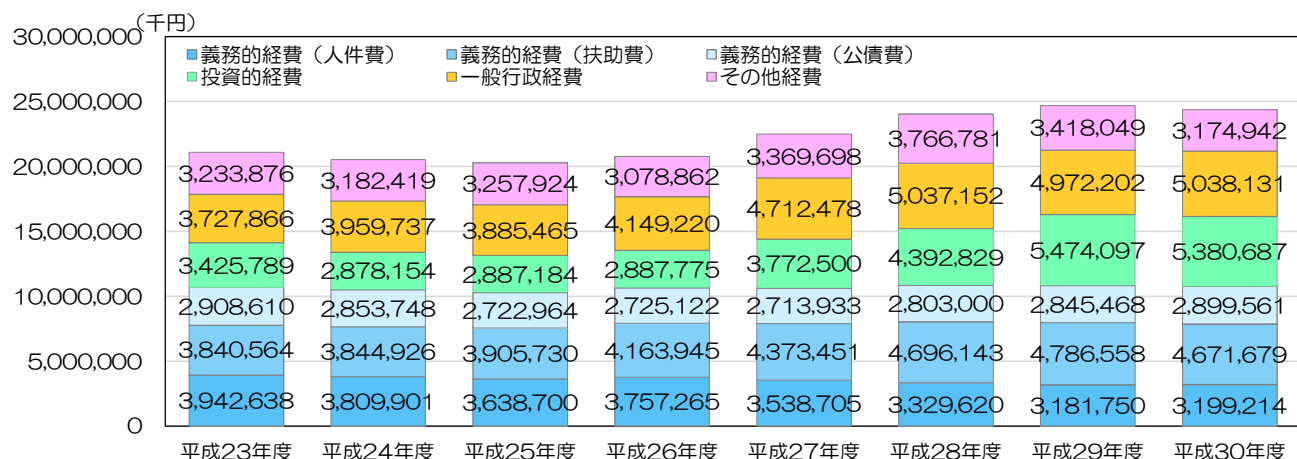 （千円）
30,000,000
義務的経費（人件費） 義務的経費（扶助費） 義務的経費（公債費）
投資的経費 一般行政経費 その他経費
25,000,000
20,000,000
15,000,000
10,000,000
5,000,000
0
3,233,876 3,182,419 3,257,924 3,078,862 3,369,698 3,766,781 3,418,049 3,174,942
3,727,866 3,959,737 3,885,465 4,149,220 4,712,478 5,037,152 4,972,202 5,038,131
3,425,789 2,878,154 2,887,184 2,887,775 3,772,500 4,392,829 5,474,097 5,380,687
2,908,610 2,853,748 2,722,964 2,725,122 2,713,933 2,803,000 2,845,468 2,899,561
3,840,564 3,844,926 3,905,730 4,163,945 4,373,451 4,696,143 4,786,558 4,671,679
3,942,638 3,809,901 3,638,700 3,757,265 3,538,705 3,329,620 3,181,750 3,199,214
平成23年度 平成24年度 平成25年度 平成26年度 平成27年度 平成28年度 平成29年度 平成30年度